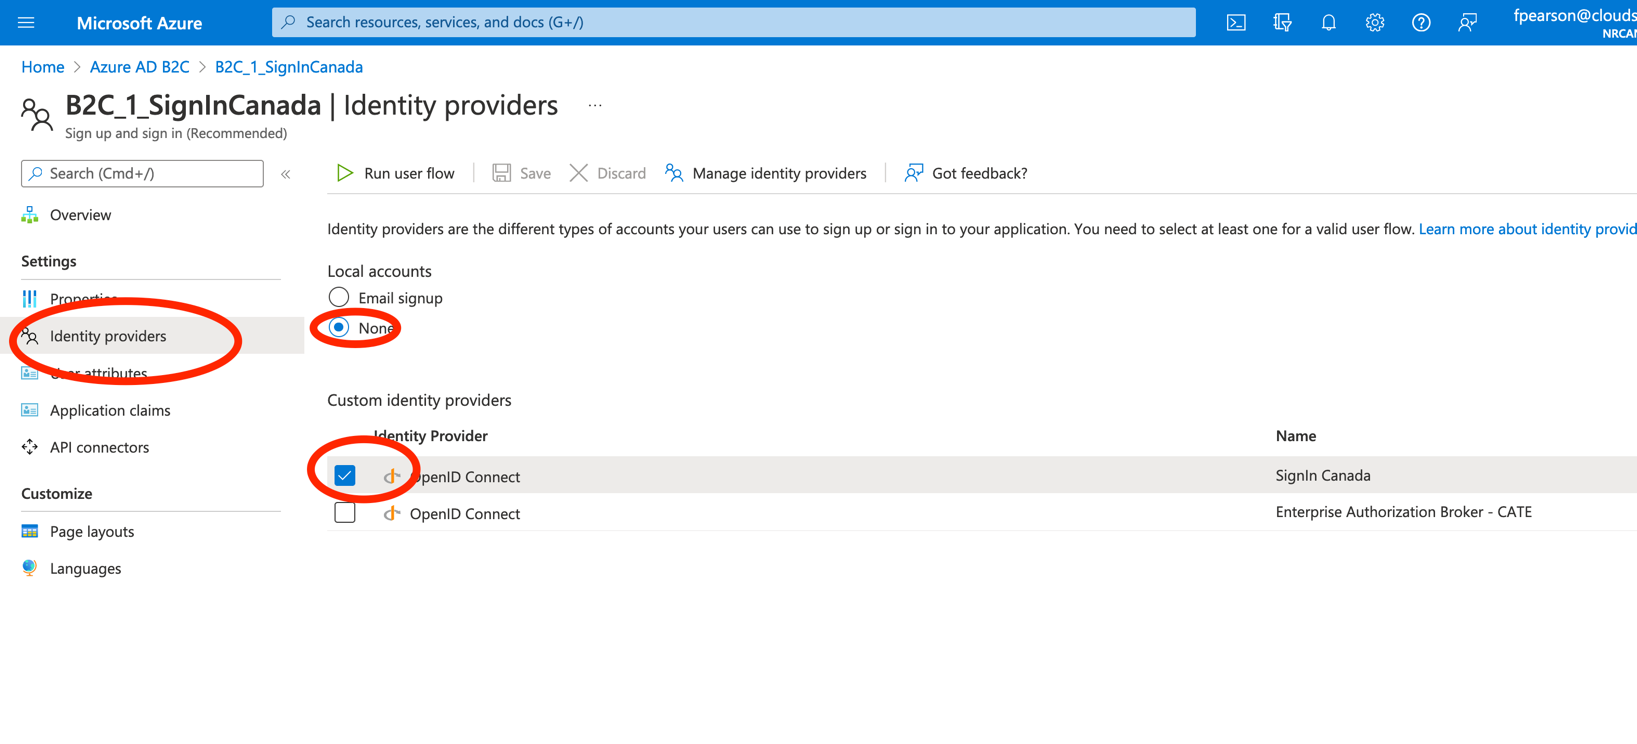 Microsoft Azure
Search resources, services, and docs (G+/)
fpearson@clouds
NRCAN
Home > Azure AD B2C > B2C_1_SignInCanada
B2C_1_SignInCanada | Identity providers ...
Sign up and sign in (Recommended)
Search (Cmd+/) «
Run user flow Save Discard Manage identity providers Got feedback?
Overview
Identity providers are the different types of accounts your users can use to sign up or sign in to your application. You need to select at least one for a valid user flow. Learn more about identity provid
Settings
Properties
Identity providers
User attributes
Application claims
API connectors
Customize
Page layouts
Languages
Local accounts
Email signup
None
Custom identity providers
Identity Provider Name
OpenID Connect SignIn Canada
OpenID Connect Enterprise Authorization Broker - CATE